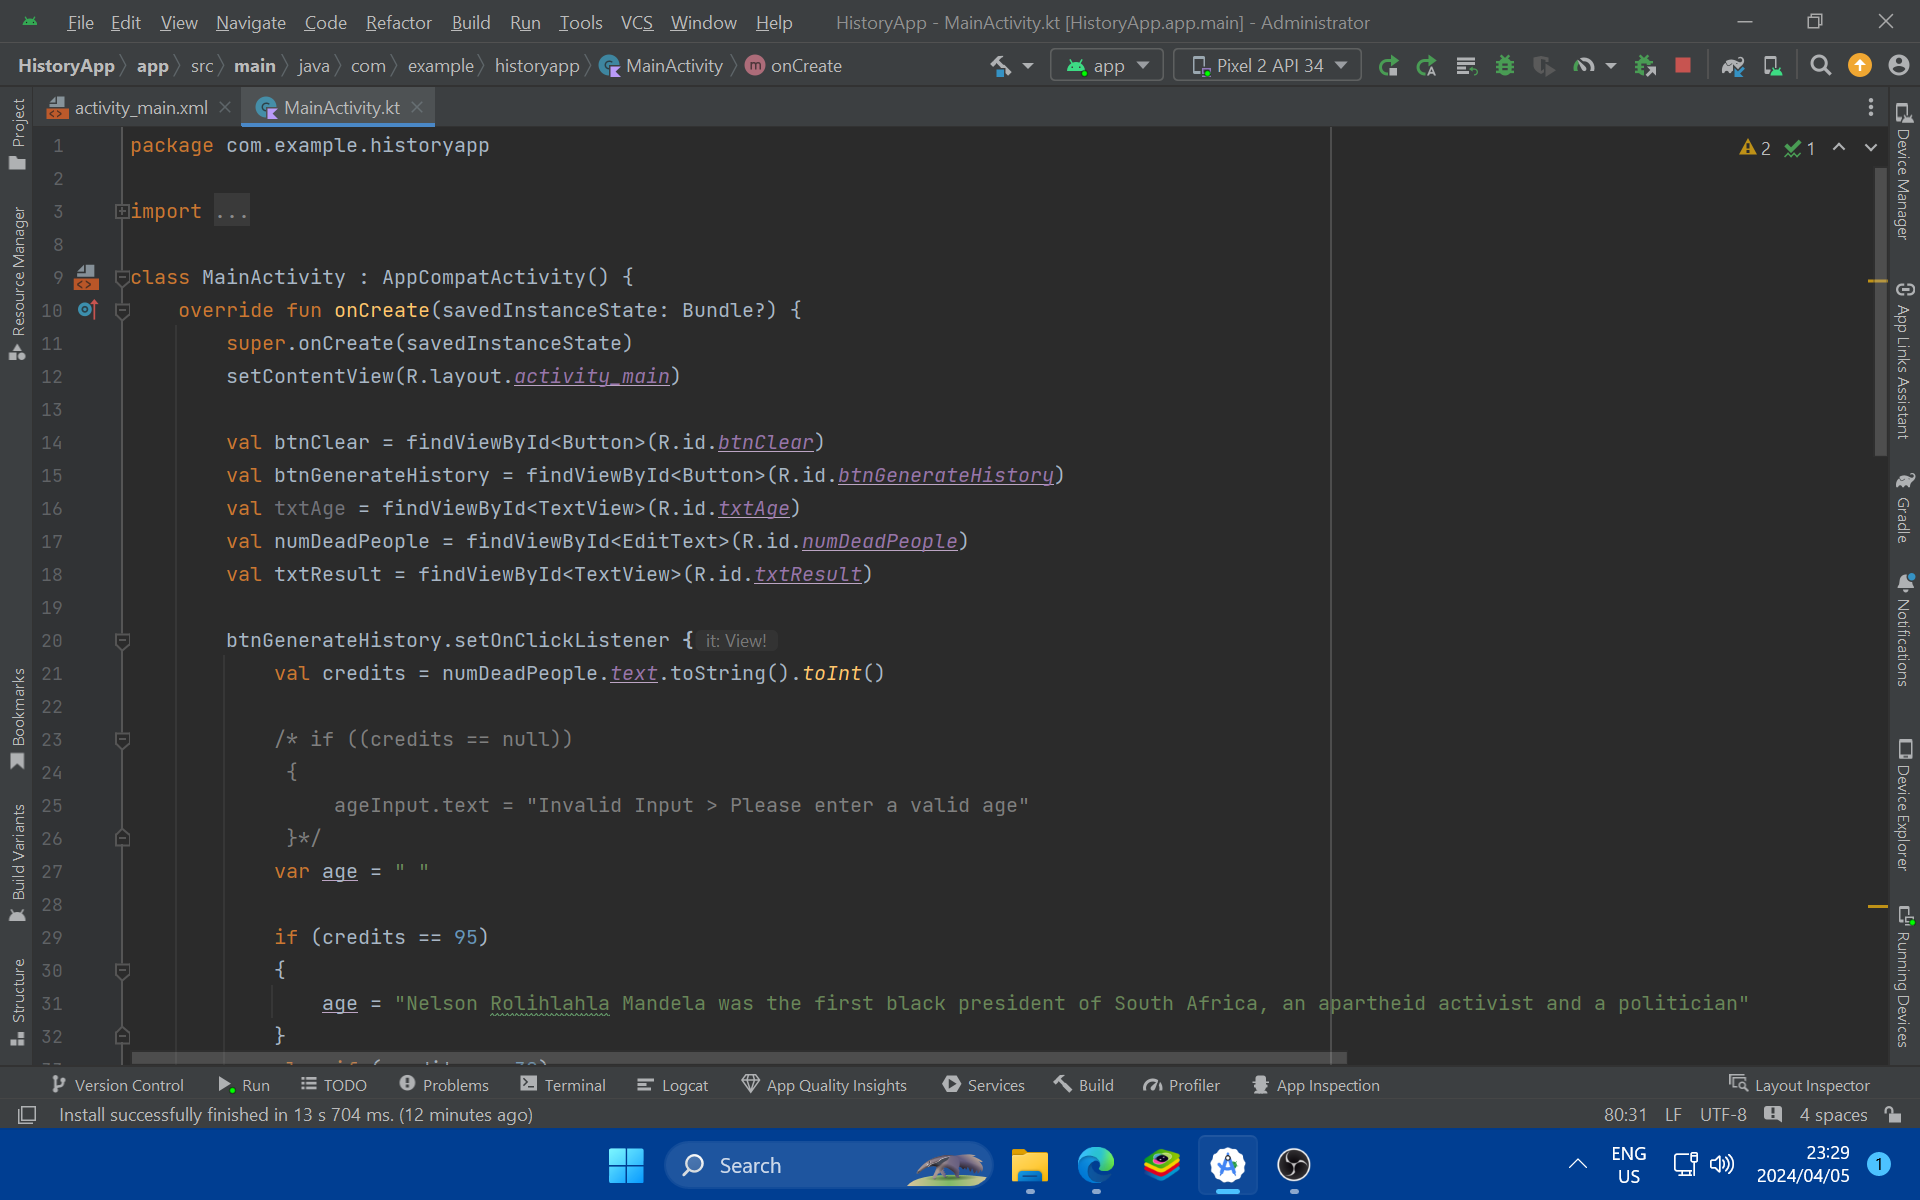 File Edit View Navigate Code Refactor Build Run Tools VCS Window Help HistoryApp - MainActivity.kt [HistoryApp.app.main] - Administrator
HistoryApp app src main java com example historyapp MainActivity m onCreate app Pixel 2 API 34
activity_main.xml MainActivity.kt
Project
Resource Manager
Bookmarks
Build Variants
Structure
1 package com.example.historyapp 2 1
2
3 import ...
8
9 class MainActivity : AppCompatActivity() {
10 override fun onCreate(savedInstanceState: Bundle?) {
11 super.onCreate(savedInstanceState)
12 setContentView(R.layout.activity_main)
13
14 val btnClear = findViewById<Button>(R.id.btnClear)
15 val btnGenerateHistory = findViewById<Button>(R.id.btnGenerateHistory)
16 val txtAge = findViewById<TextView>(R.id.txtAge)
17 val numDeadPeople = findViewById<EditText>(R.id.numDeadPeople)
18 val txtResult = findViewById<TextView>(R.id.txtResult)
19
20 btnGenerateHistory.setOnClickListener { it: View!
21 val credits = numDeadPeople.text.toString().toInt()
22
23 /* if ((credits == null))
24 {
25 ageInput.text = "Invalid Input > Please enter a valid age"
26 }*/
27 var age = " "
28
29 if (credits == 95)
30 {
31 age = "Nelson Rolihlahla Mandela was the first black president of South Africa, an apartheid activist and a politician"
32 }
Device Manager
App Links Assistant
Gradle
Notifications
Device Explorer
Running Devices
Version Control Run TODO Problems Terminal Logcat App Quality Insights Services Build Profiler App Inspection Layout Inspector
Install successfully finished in 13 s 704 ms. (12 minutes ago) 80:31 LF UTF-8 4 spaces
Search ENG US 23:29 2024/04/05 1